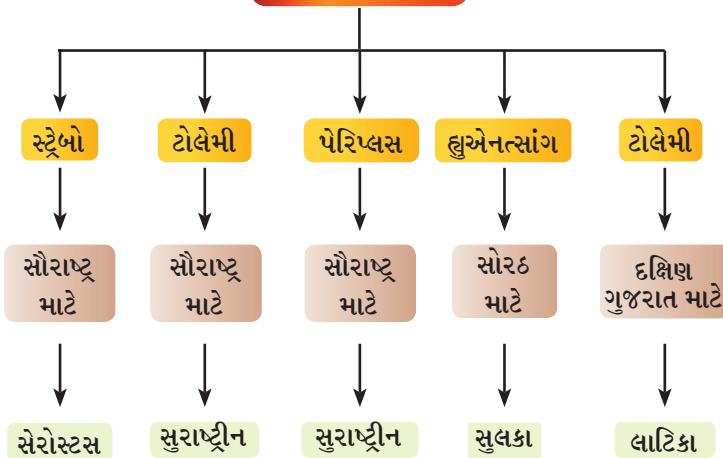 સ્ટ્રેબો ટોલેમી પેરિપ્લસ હ્યુએનત્સાંગ ટોલેમી
સૌરાષ્ટ્ર સૌરાષ્ટ્ર સૌરાષ્ટ્ર સોરઠ દક્ષિણ
માટે માટે માટે માટે ગુજરાત માટે
સેરોસ્ટસ સુરાષ્ટ્રીન સુરાષ્ટ્રીન સુલકા લાટિકા